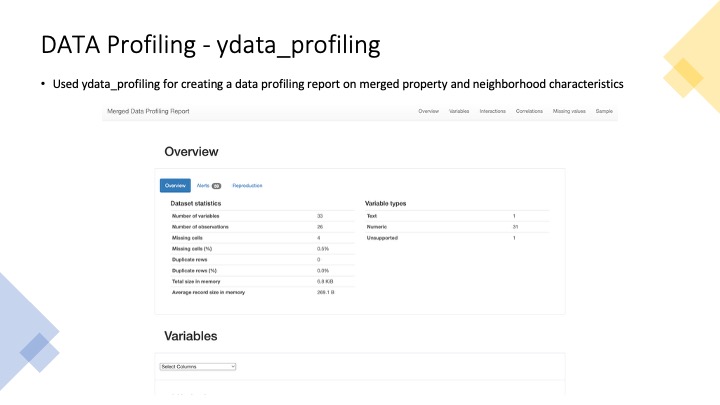 DATA Profiling - ydata_profiling
• Used ydata_profiling for creating a data profiling report on merged property and neighborhood characteristics
Merged Data Profiling Report Overview Variables Interactions Correlations Missing values Sample
Overview
Overview Alerts Reproduction
Dataset statistics Variable types
Number of variables 33 Text 1
Number of observations 26 Numeric 31
Missing cells 4 Unsupported 1
Missing cells (%) 0.5%
Duplicate rows 0
Duplicate rows (%) 0.0%
Total size in memory 6.8 KiB
Average record size in memory 269.1 B
Variables
Select Columns